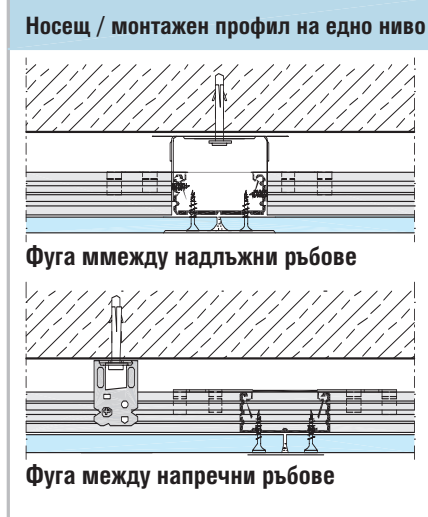 Носещ / монтажен профил на едно ниво
Фуга ммежду надлъжни ръбове
Фуга между напречни ръбове